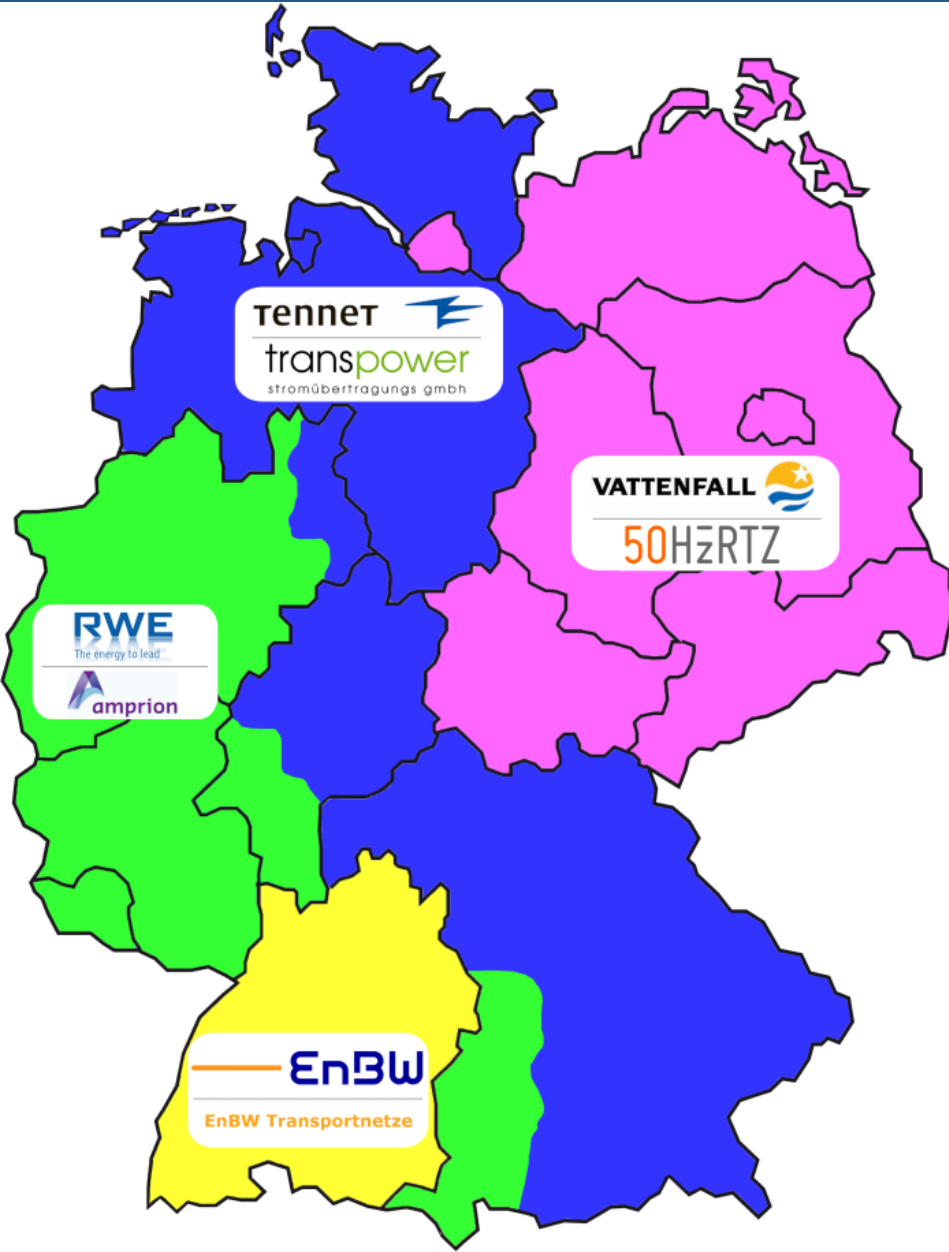 TenneT
transpower
stromübertragungs gmbh
VATTENFALL
50HzRTZ
RWE
The energy to lead
amprion
EnBW
EnBW Transportnetze